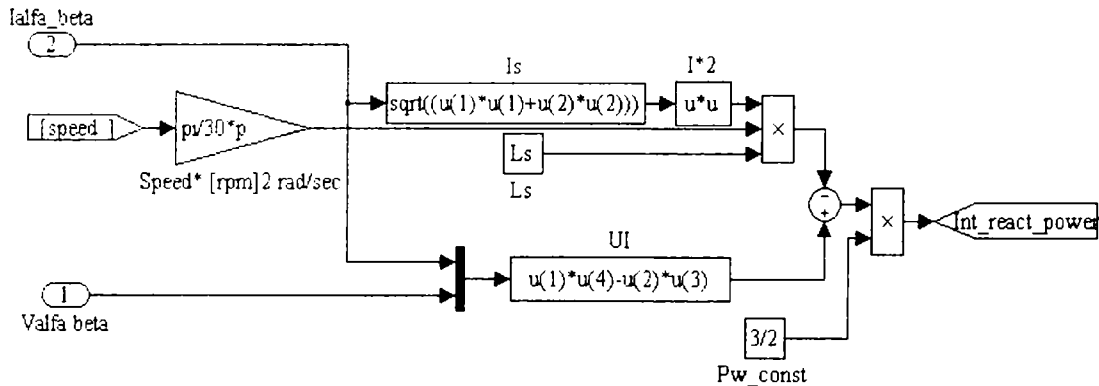 Ialfa_beta
2
Is
I*2
sqrt((u(1)*u(1)+u(2)*u(2)))
u*u
[speed ]
pi/30*p
×
Ls
Speed* [rpm]2 rad/sec
Ls
-
+
×
Int_react_power
UI
u(1)*u(4)-u(2)*u(3)
1
Valfa beta
3/2
Pw_const